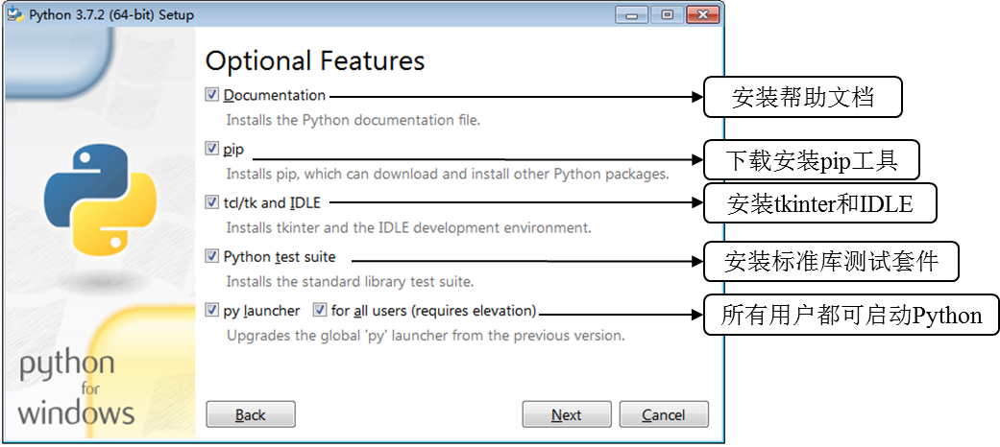 Python 3.7.2 (64-bit) Setup
Optional Features
Documentation
安装帮助文档
Installs the Python documentation file.
pip
下载安装pip工具
Installs pip, which can download and install other Python packages.
tcl/tk and IDLE
安装tkinter和IDLE
Installs tkinter and the IDLE development environment.
Python test suite
安装标准库测试套件
Installs the standard library test suite.
py launcher for all users (requires elevation)
所有用户都可启动Python
Upgrades the global 'py' launcher from the previous version.
python
for
windows
Back Next Cancel